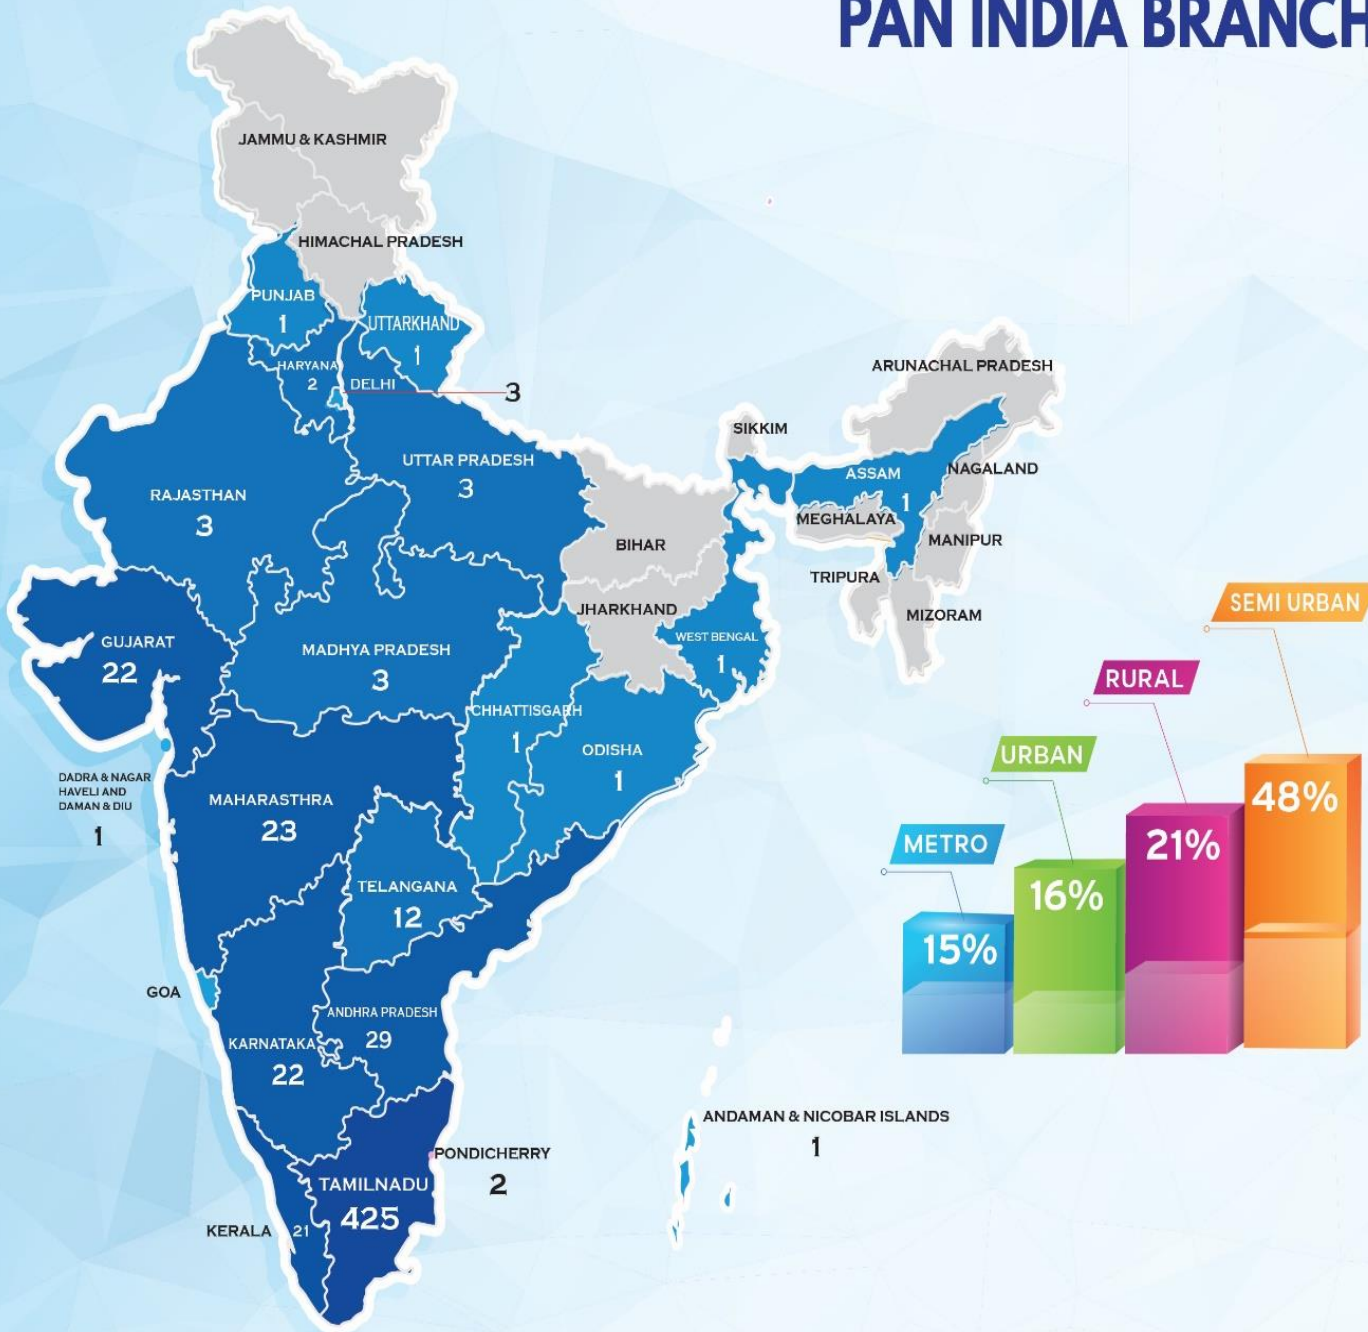 PAN INDIA BRANCH
JAMMU & KASHMIR
HIMACHAL PRADESH
PUNJAB
1
UTTARKHAND
1
HARYANA
2
DELHI
3
ARUNACHAL PRADESH
SIKKIM
UTTAR PRADESH
3
ASSAM
1
NAGALAND
RAJASTHAN
3
MEGHALAYA
MANIPUR
BIHAR
TRIPURA
JHARKHAND
MIZORAM
GUJARAT
22
MADHYA PRADESH
3
WEST BENGAL
1
CHHATTISGARH
1
ODISHA
1
DADRA & NAGAR
HAVELI AND
DAMAN & DIU
1
MAHARASTHRA
23
TELANGANA
12
GOA
ANDHRA PRADESH
29
KARNATAKA
22
ANDAMAN & NICOBAR ISLANDS
1
PONDICHERRY
2
TAMILNADU
425
KERALA
21
SEMI URBAN
48%
RURAL
21%
URBAN
16%
METRO
15%